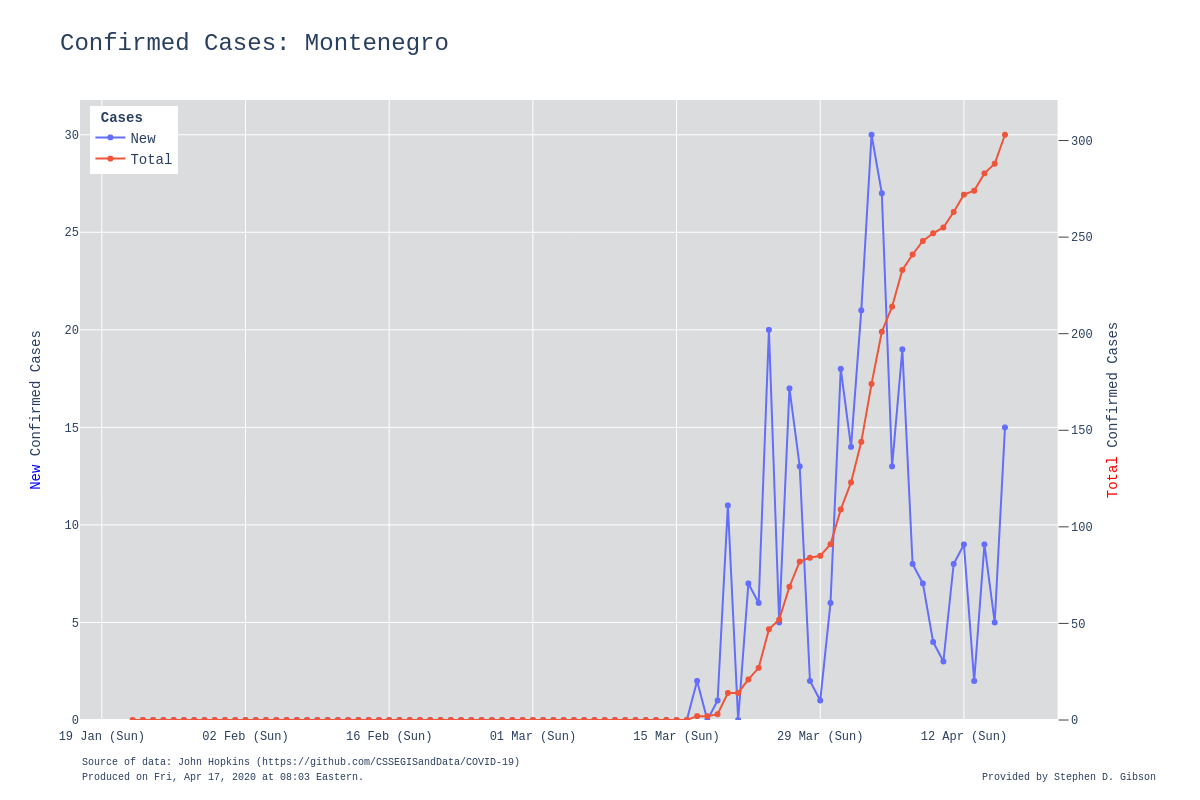 Confirmed Cases: Montenegro
Cases
New
Total
30
25
20
15
10
5
0
New Confirmed Cases
300
250
200
150
100
50
0
Total Confirmed Cases
19 Jan (Sun) 02 Feb (Sun) 16 Feb (Sun) 01 Mar (Sun) 15 Mar (Sun) 29 Mar (Sun) 12 Apr (Sun)
Source of data: John Hopkins (https://github.com/CSSEGISandData/COVID-19)
Produced on Fri, Apr 17, 2020 at 08:03 Eastern.
Provided by Stephen D. Gibson